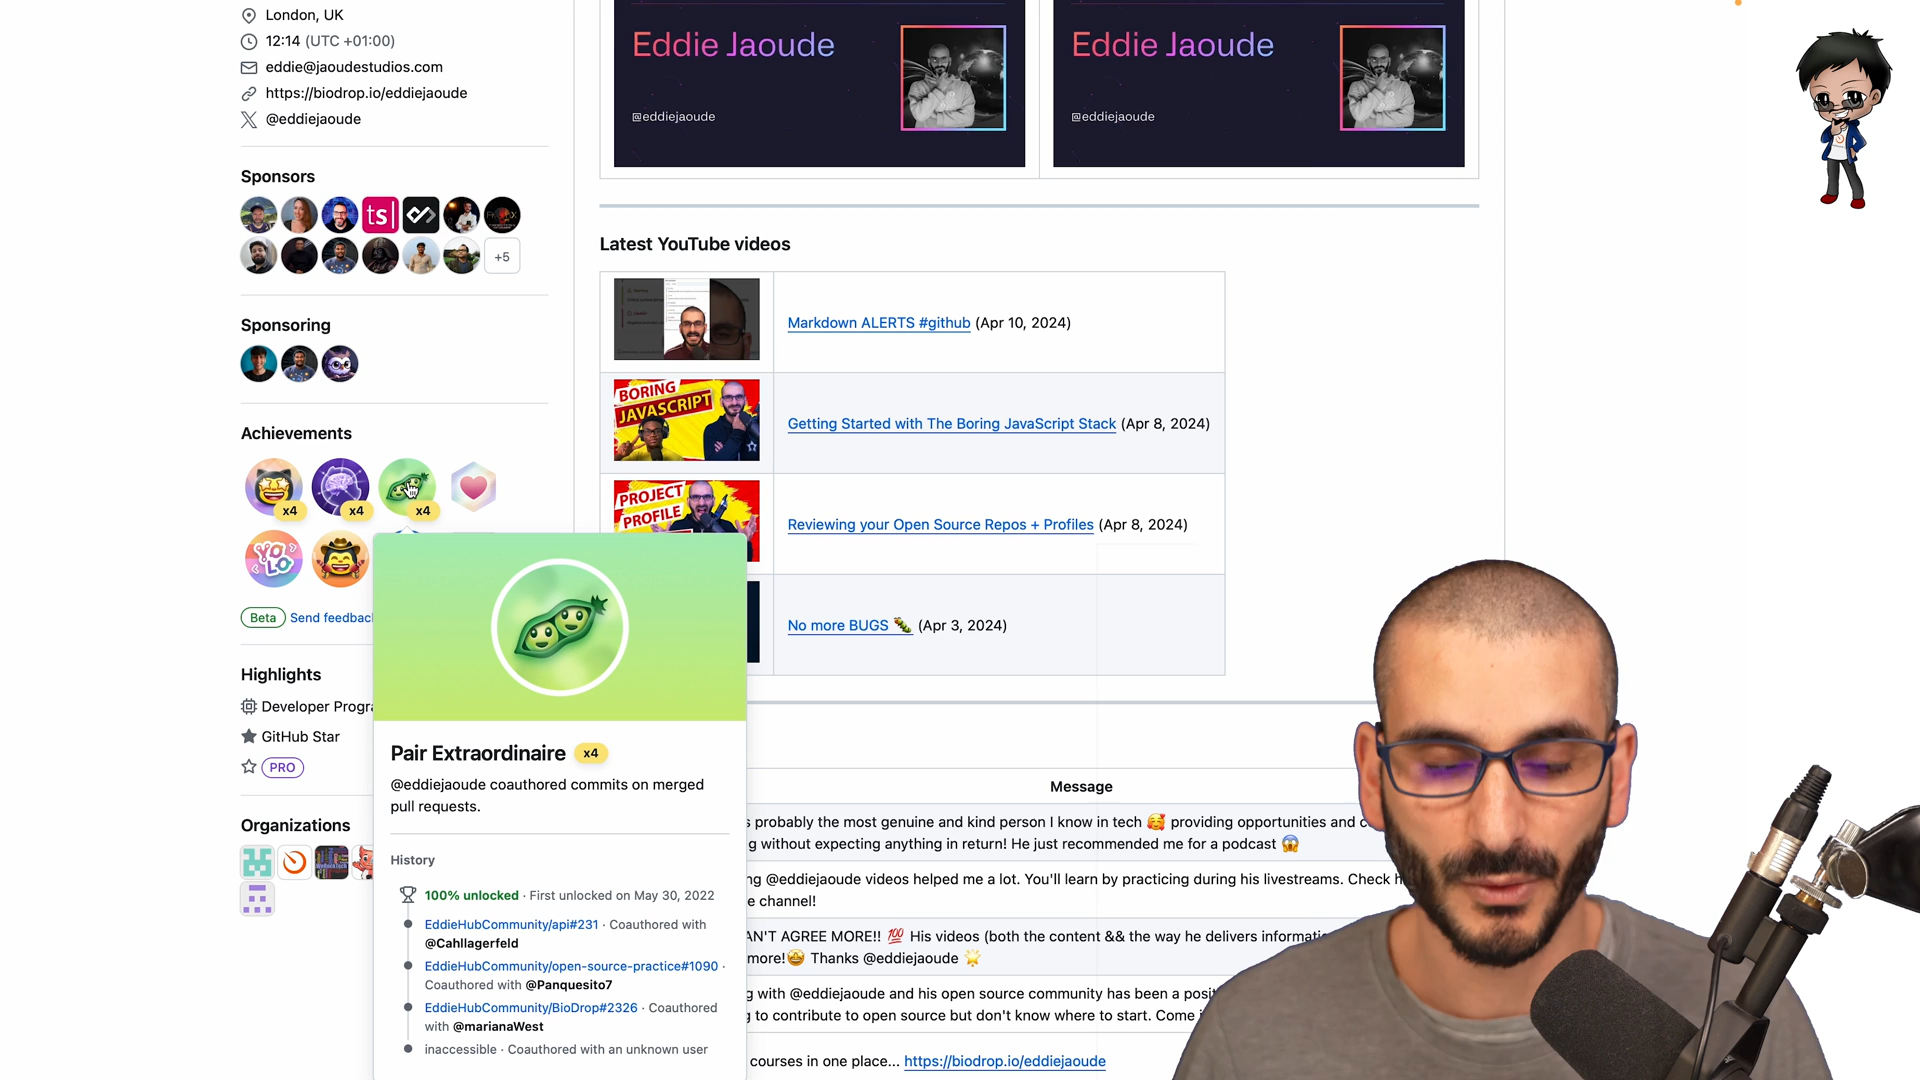 London, UK
12:14 (UTC +01:00)
eddie@jaoudestudios.com
https://biodrop.io/eddiejaoude
@eddiejaoude
Sponsors
ts|
+5
Sponsoring
Achievements
x4
x4
x4
YOLO
Beta Send feedback
Highlights
Developer Progra
GitHub Star
PRO
Organizations
Eddie Jaoude
@eddiejaoude
Eddie Jaoude
@eddiejaoude
Latest YouTube videos
Markdown ALERTS #github (Apr 10, 2024)
BORING
JAVASCRIPT
Getting Started with The Boring JavaScript Stack (Apr 8, 2024)
PROJECT
PROFILE
Reviewing your Open Source Repos + Profiles (Apr 8, 2024)
No more BUGS 🐛 (Apr 3, 2024)
Pair Extraordinaire x4
@eddiejaoude coauthored commits on merged
pull requests.
History
100% unlocked · First unlocked on May 30, 2022
EddieHubCommunity/api#231 · Coauthored with
@Cahllagerfeld
EddieHubCommunity/open-source-practice#1090 ·
Coauthored with @Panquesito7
EddieHubCommunity/BioDrop#2326 · Coauthored
with @marianaWest
inaccessible · Coauthored with an unknown user
Message
s probably the most genuine and kind person I know in tech 🥰 providing opportunities and c
g without expecting anything in return! He just recommended me for a podcast 😱
ng @eddiejaoude videos helped me a lot. You'll learn by practicing during his livestreams. Check h
e channel!
AN'T AGREE MORE!! 💯 His videos (both the content && the way he delivers informatio
more!🤩 Thanks @eddiejaoude 🌟
g with @eddiejaoude and his open source community has been a posit
g to contribute to open source but don't know where to start. Come
courses in one place... https://biodrop.io/eddiejaoude